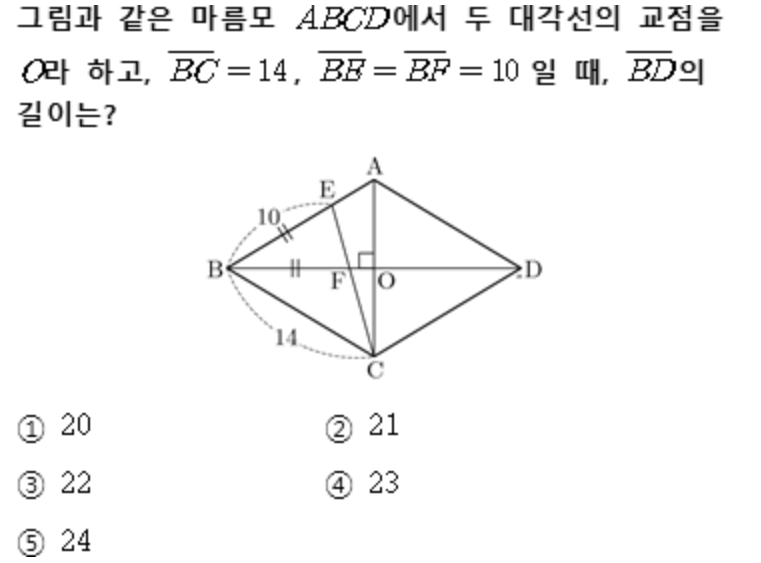 그림과 같은 마름모 ABCD에서 두 대각선의 교점을
O라 하고, BC = 14, BE = BF = 10 일 때, BD의
길이는?
A
E
10
B
F
O
D
14
C
① 20
② 21
③ 22
④ 23
⑤ 24